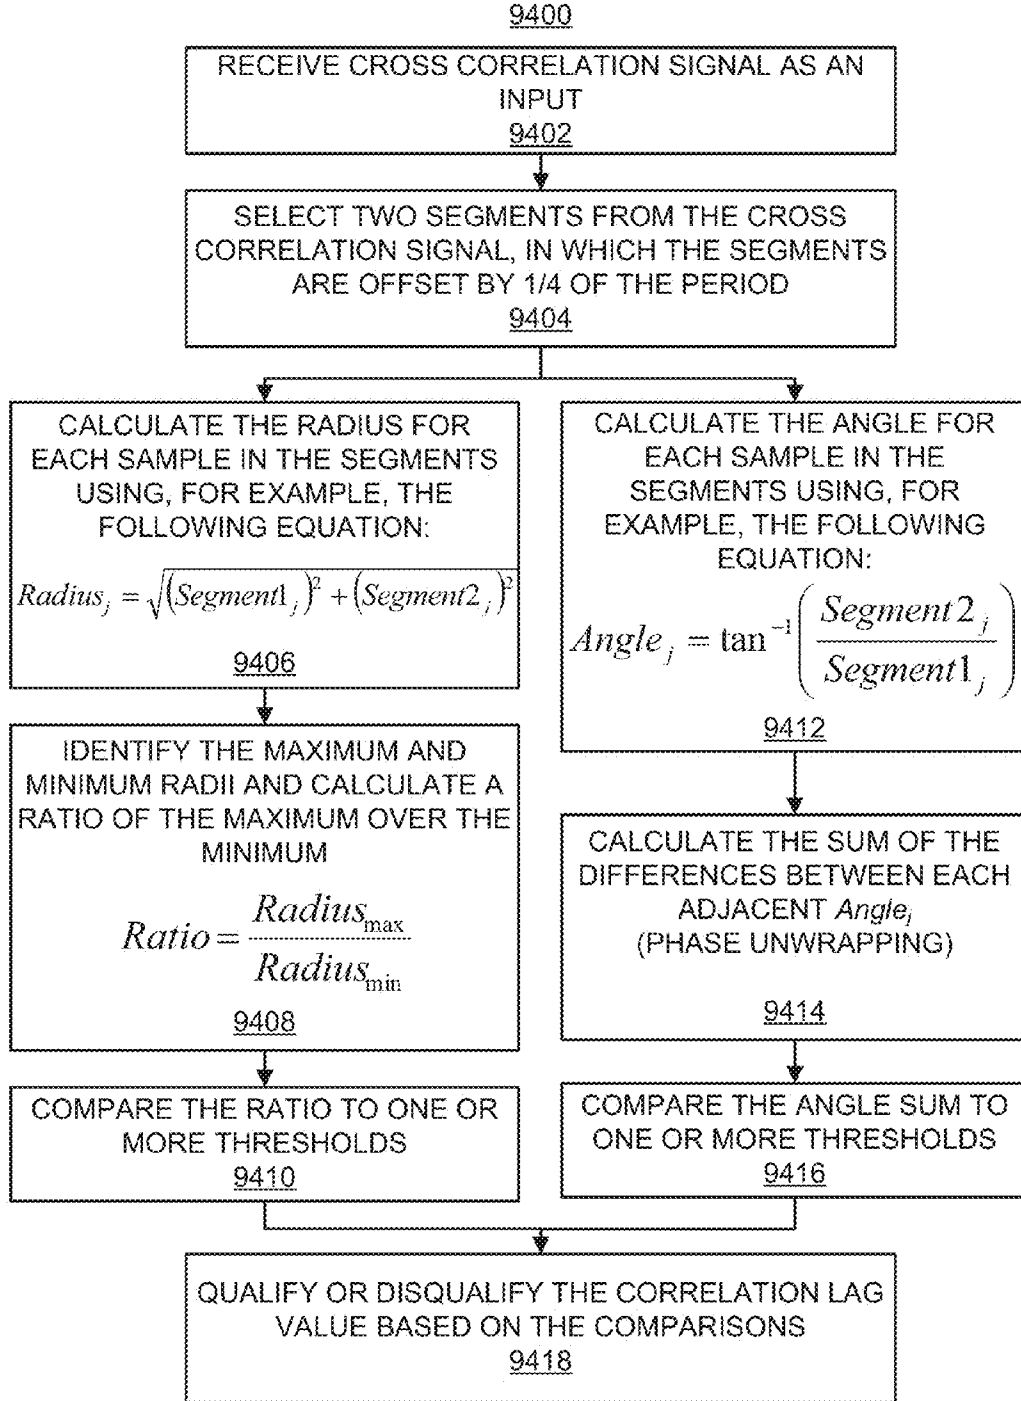 9400
RECEIVE CROSS CORRELATION SIGNAL AS AN
INPUT
9402
SELECT TWO SEGMENTS FROM THE CROSS
CORRELATION SIGNAL, IN WHICH THE SEGMENTS
ARE OFFSET BY 1/4 OF THE PERIOD
9404
CALCULATE THE RADIUS FOR
EACH SAMPLE IN THE SEGMENTS
USING, FOR EXAMPLE, THE
FOLLOWING EQUATION:
Radius_j = √((Segment1_j)² + (Segment2_j)²)
9406
IDENTIFY THE MAXIMUM AND
MINIMUM RADII AND CALCULATE A
RATIO OF THE MAXIMUM OVER THE
MINIMUM
Ratio = Radius_max / Radius_min
9408
COMPARE THE RATIO TO ONE OR
MORE THRESHOLDS
9410
CALCULATE THE ANGLE FOR
EACH SAMPLE IN THE
SEGMENTS USING, FOR
EXAMPLE, THE FOLLOWING
EQUATION:
Angle_j = tan⁻¹(Segment2_j / Segment1_j)
9412
CALCULATE THE SUM OF THE
DIFFERENCES BETWEEN EACH
ADJACENT Angle_j
(PHASE UNWRAPPING)
9414
COMPARE THE ANGLE SUM TO
ONE OR MORE THRESHOLDS
9416
QUALIFY OR DISQUALIFY THE CORRELATION LAG
VALUE BASED ON THE COMPARISONS
9418